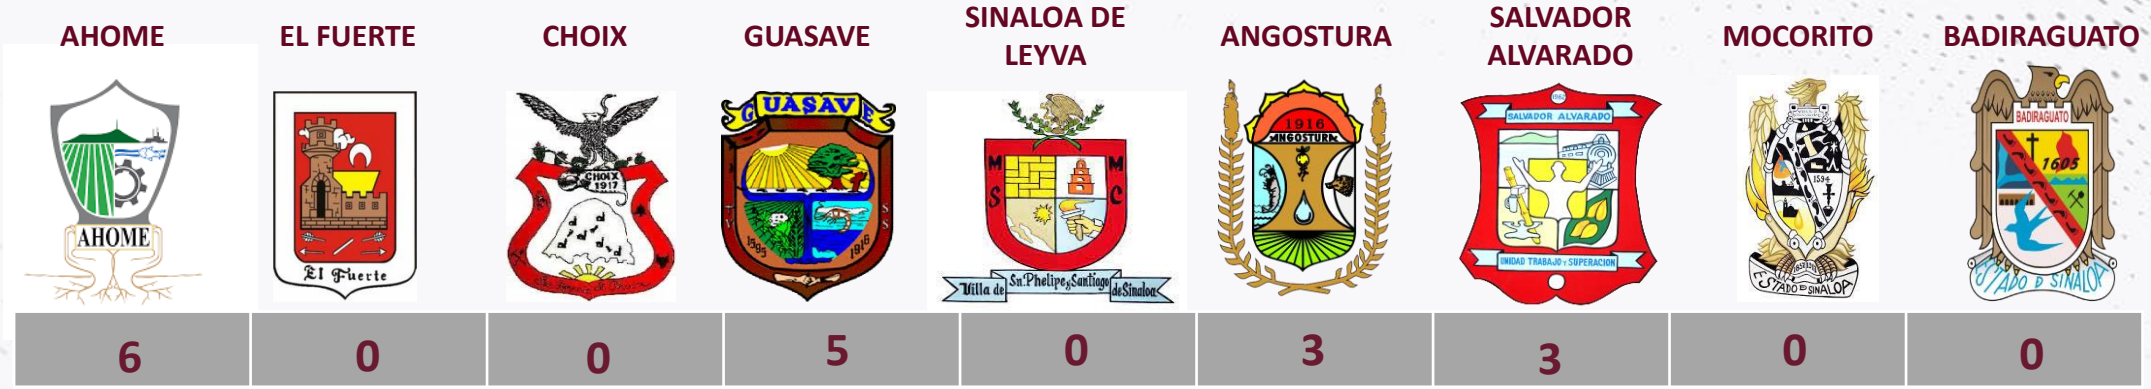 AHOME
EL FUERTE
CHOIX
GUASAVE
SINALOA DE
LEYVA
ANGOSTURA
SALVADOR
ALVARADO
MOCORITO
BADIRAGUATO
AHOME
El Fuerte
CHOIX
1917
GUASAVE
1595
1916
M M
S C
Villa de Sn. Phelipe y Santiago de Sinaloa
1916
ANGOSTURA
1962
SALVADOR ALVARADO
UNIDAD TRABAJO Y SUPERACION
1594
ESTADO D SINALOA
BADIRAGUATO
1605
ESTADO D SINALOA
6
0
0
5
0
3
3
0
0